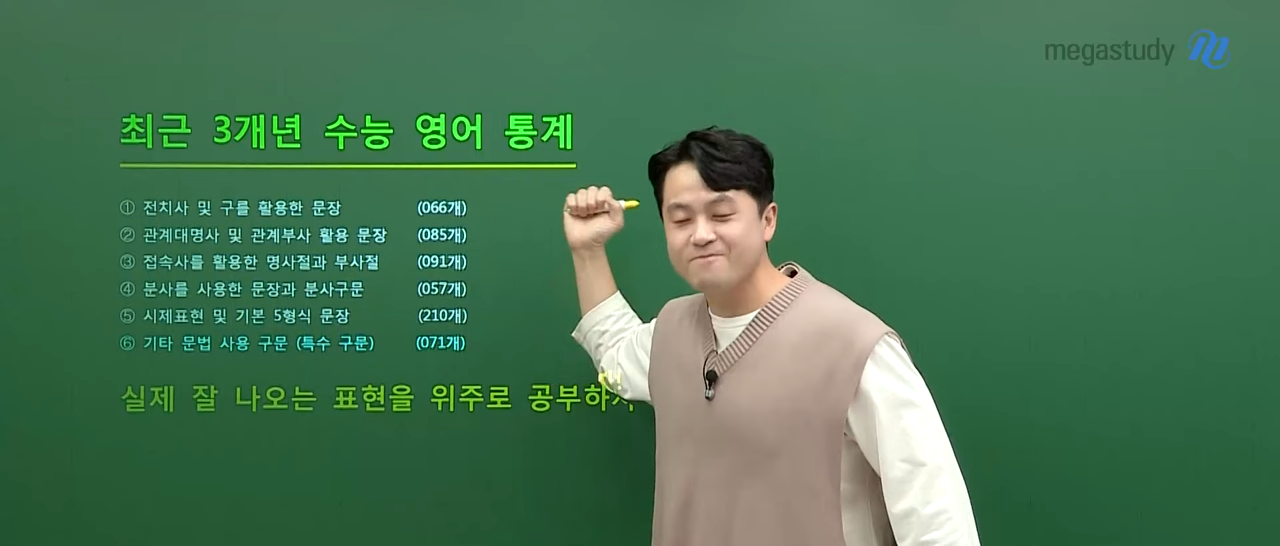 megastudy
최근 3개년 수능 영어 통계
① 전치사 및 구를 활용한 문장 (066개)
② 관계대명사 및 관계부사 활용 문장 (085개)
③ 접속사를 활용한 명사절과 부사절 (091개)
④ 분사를 사용한 문장과 분사구문 (057개)
⑤ 시제표현 및 기본 5형식 문장 (210개)
⑥ 기타 문법 사용 구문 (특수 구문) (071개)
실제 잘 나오는 표현을 위주로